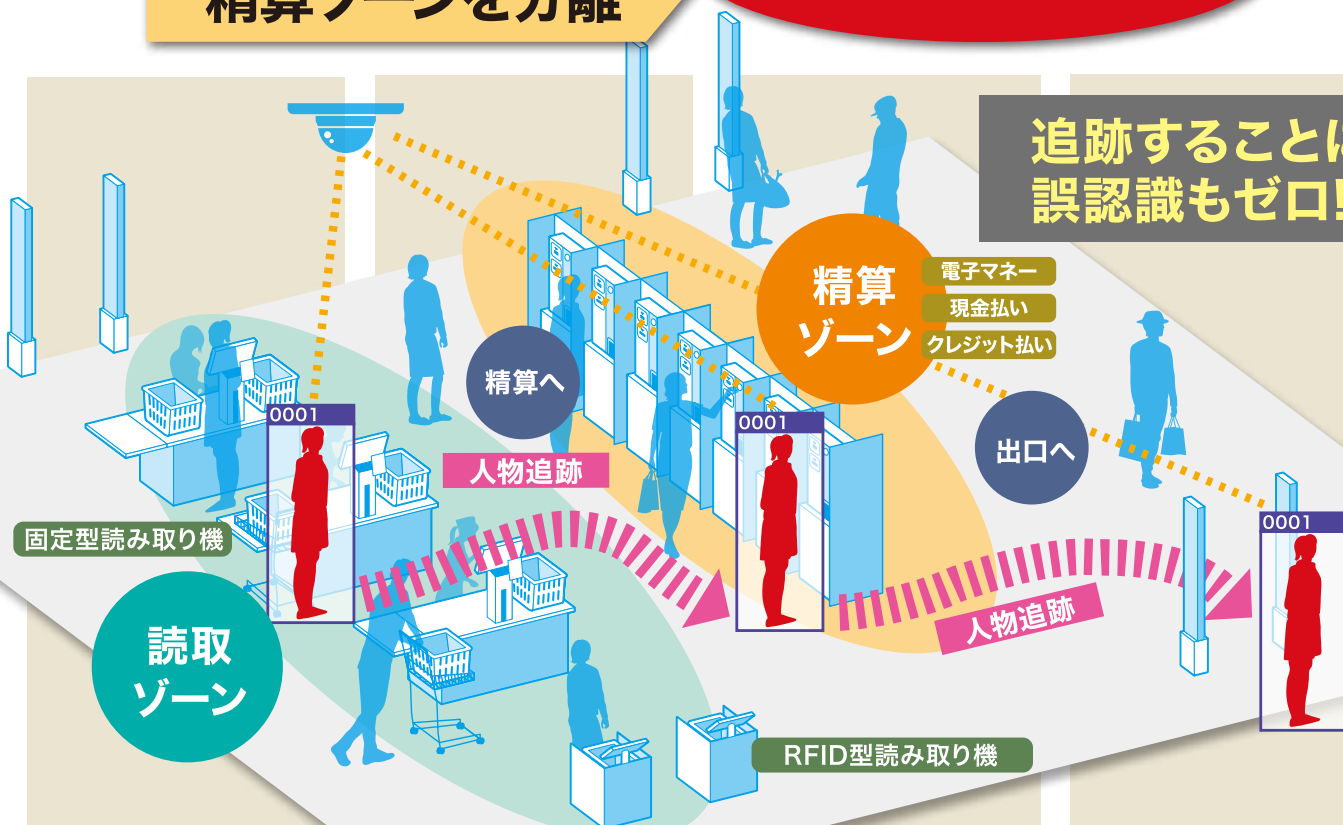 精算ゾーンを分離
追跡することに
誤認識もゼロ!
精算
ゾーン
電子マネー
現金払い
クレジット払い
精算へ
出口へ
0001
0001
0001
人物追跡
人物追跡
固定型読み取り機
読取
ゾーン
RFID型読み取り機